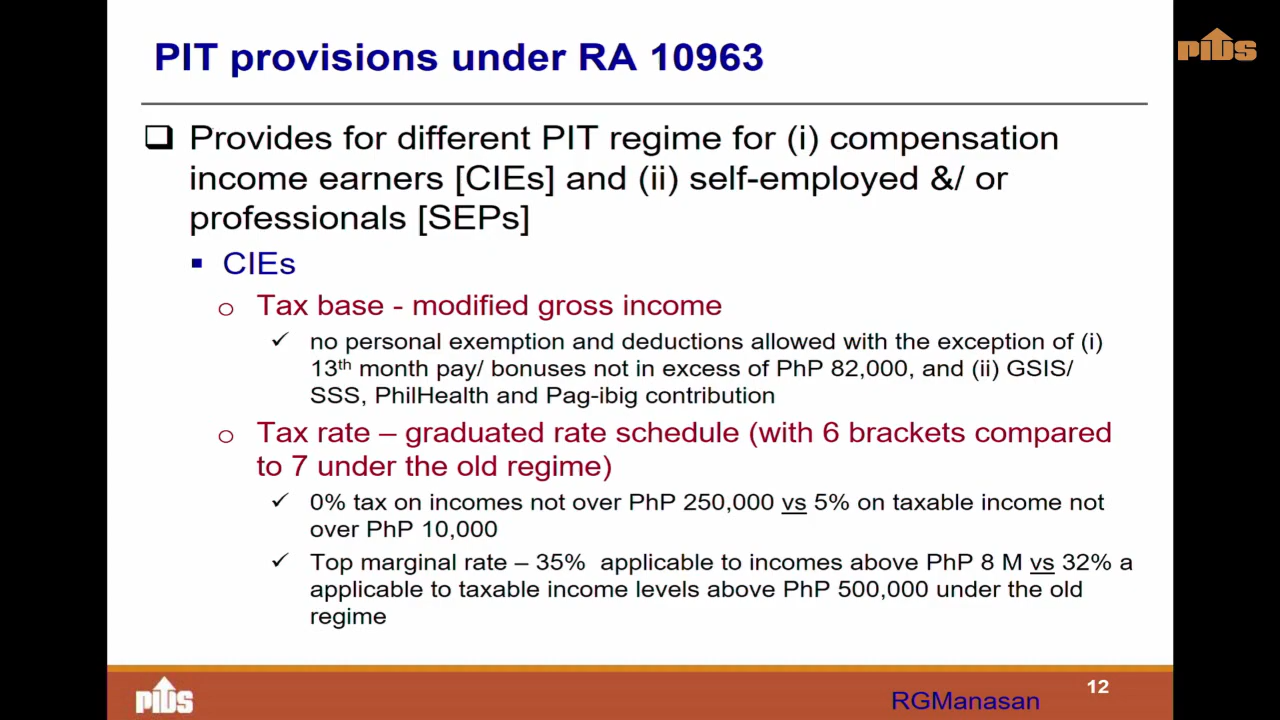 PIT provisions under RA 10963
PIDS
Provides for different PIT regime for (i) compensation
income earners [CIEs] and (ii) self-employed &/ or
professionals [SEPs]
CIEs
Tax base - modified gross income
no personal exemption and deductions allowed with the exception of (i)
13th month pay/ bonuses not in excess of PhP 82,000, and (ii) GSIS/
SSS, PhilHealth and Pag-ibig contribution
Tax rate – graduated rate schedule (with 6 brackets compared
to 7 under the old regime)
0% tax on incomes not over PhP 250,000 vs 5% on taxable income not
over PhP 10,000
Top marginal rate – 35% applicable to incomes above PhP 8 M vs 32% a
applicable to taxable income levels above PhP 500,000 under the old
regime
PIDS
RGManasan
12